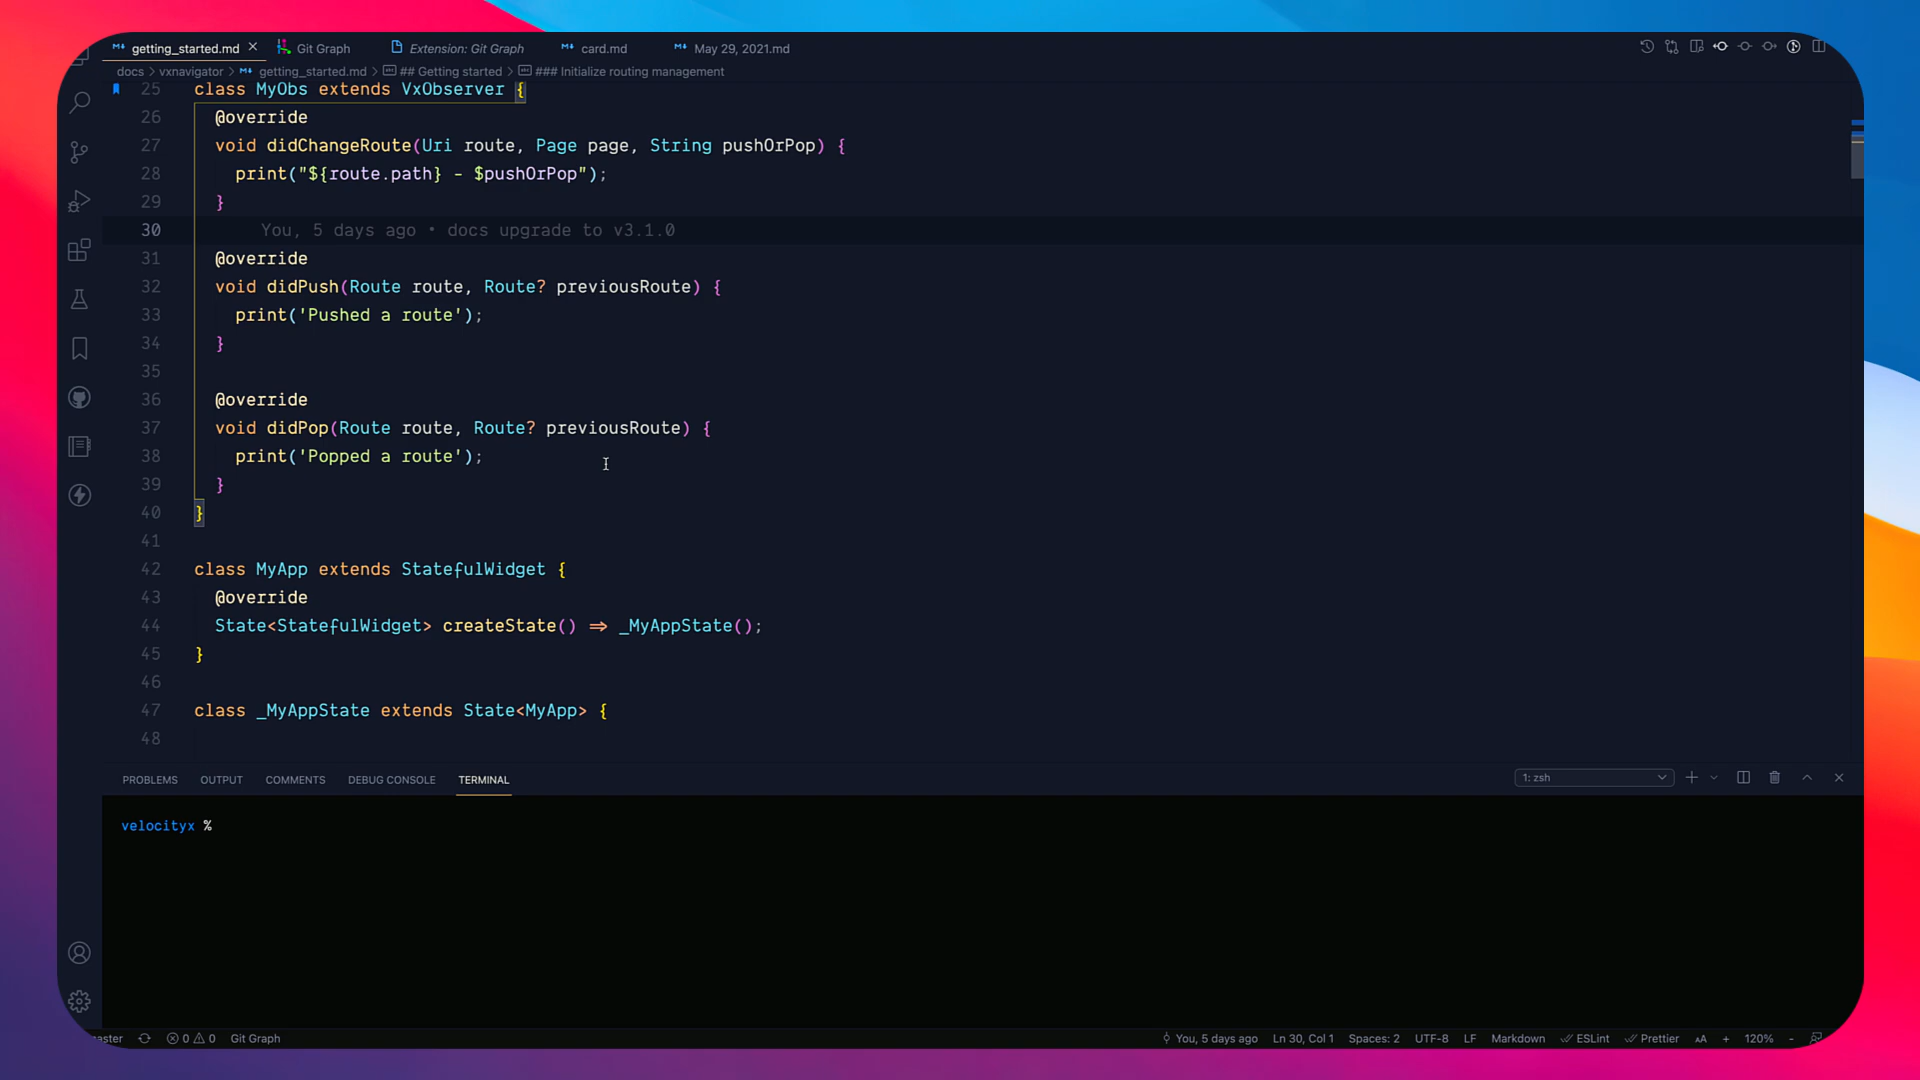 getting_started.md Git Graph Extension: Git Graph card.md May 29, 2021.md
docs > vxnavigator > getting_started.md > ## Getting started > ### Initialize routing management
25 class MyObs extends VxObserver {
26 @override
27 void didChangeRoute(Uri route, Page page, String pushOrPop) {
28 print("${route.path} - $pushOrPop");
29 }
30 You, 5 days ago • docs upgrade to v3.1.0
31 @override
32 void didPush(Route route, Route? previousRoute) {
33 print('Pushed a route');
34 }
35
36 @override
37 void didPop(Route route, Route? previousRoute) {
38 print('Popped a route');
39 }
40 }
41
42 class MyApp extends StatefulWidget {
43 @override
44 State<StatefulWidget> createState() => _MyAppState();
45 }
46
47 class _MyAppState extends State<MyApp> {
48
PROBLEMS OUTPUT COMMENTS DEBUG CONSOLE TERMINAL 1: zsh
velocityx %
aster 0 0 Git Graph You, 5 days ago Ln 30, Col 1 Spaces: 2 UTF-8 LF Markdown ESLint Prettier AA + 120% -